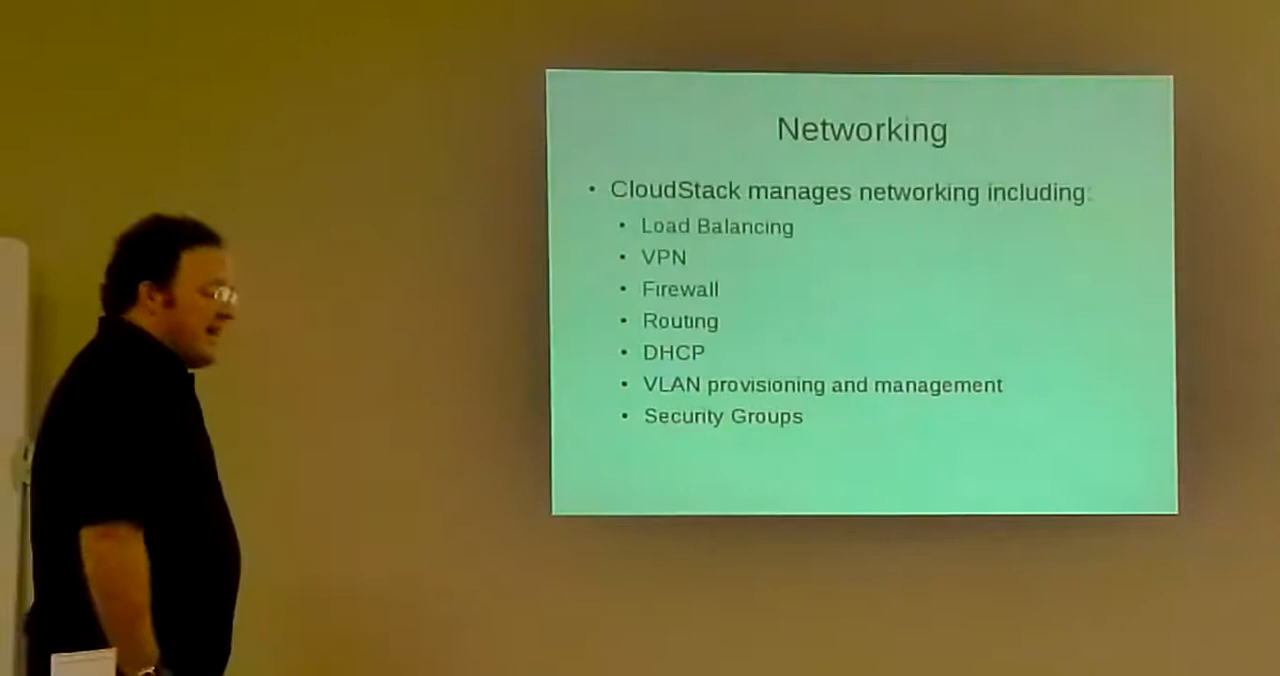 Networking
• CloudStack manages networking including:
• Load Balancing
• VPN
• Firewall
• Routing
• DHCP
• VLAN provisioning and management
• Security Groups